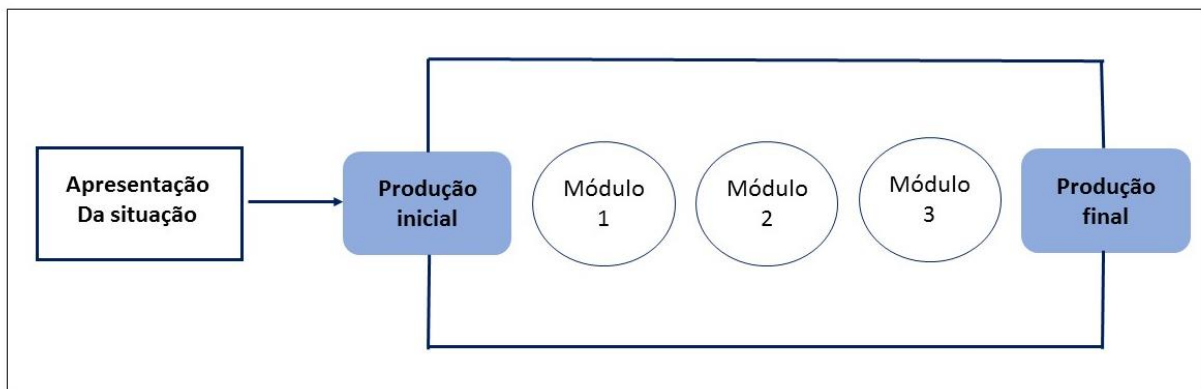 Apresentação
Da situação
Produção
inicial
Módulo
1
Módulo
2
Módulo
3
Produção
final